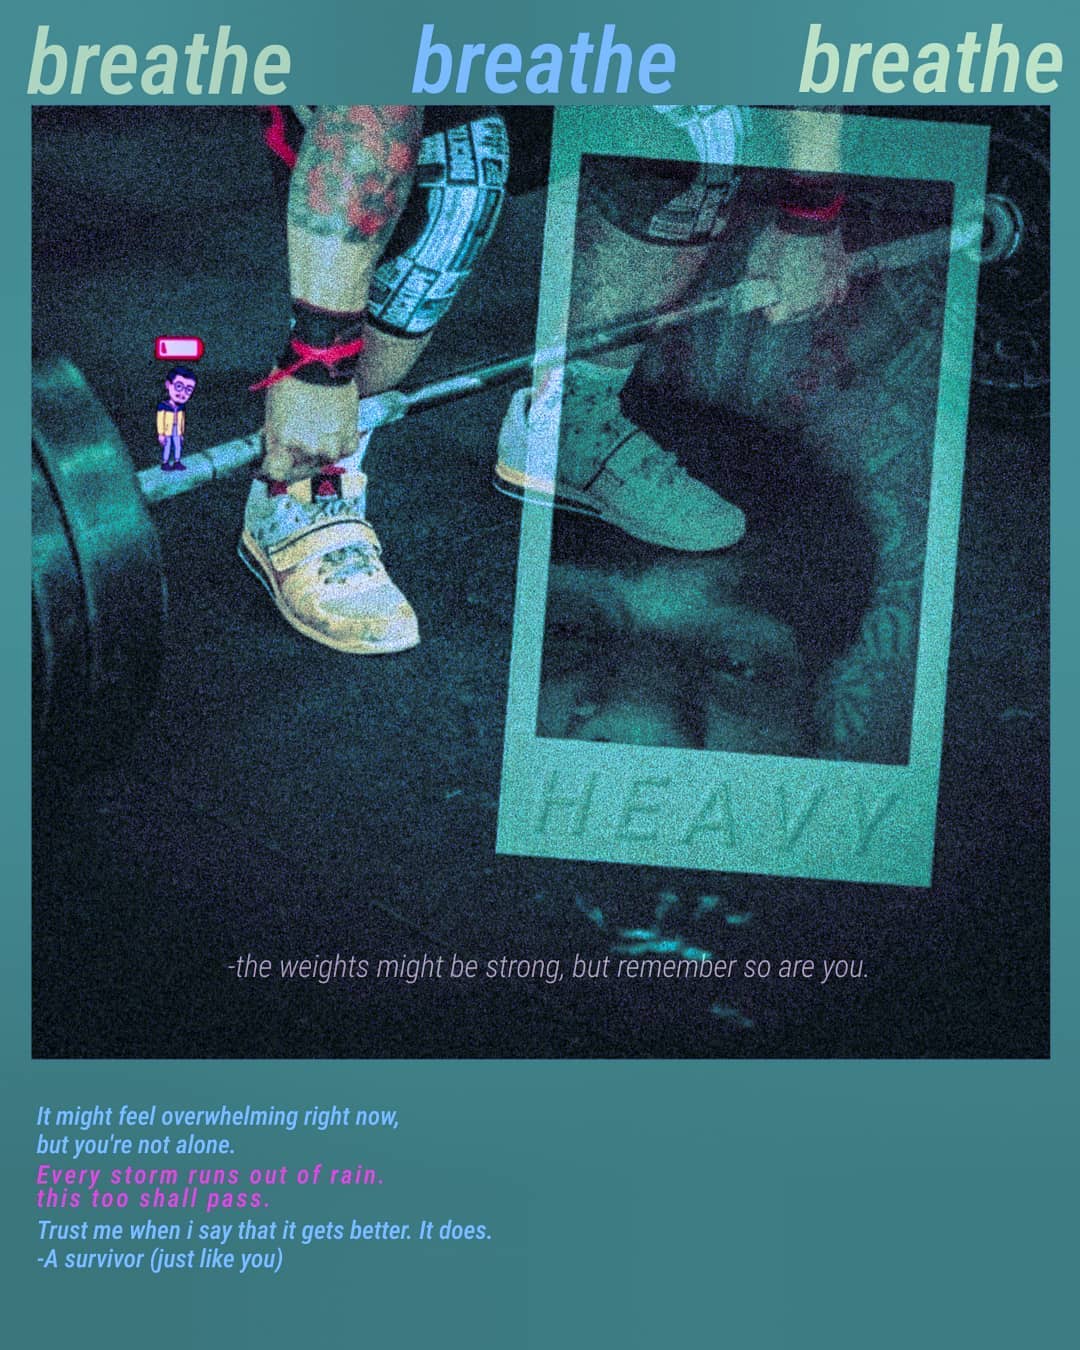 breathe breathe breathe
HEAVY
-the weights might be strong, but remember so are you.
It might feel overwhelming right now,
but you're not alone.
Every storm runs out of rain.
this too shall pass.
Trust me when i say that it gets better. It does.
-A survivor (just like you)